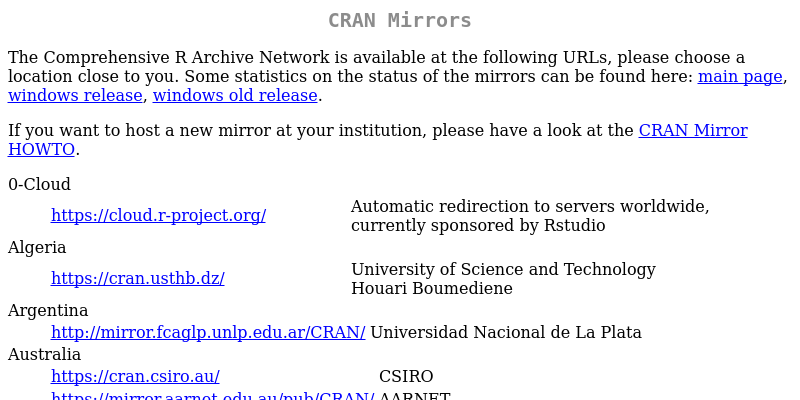 CRAN Mirrors
The Comprehensive R Archive Network is available at the following URLs, please choose a
location close to you. Some statistics on the status of the mirrors can be found here: main page,
windows release, windows old release.
If you want to host a new mirror at your institution, please have a look at the CRAN Mirror
HOWTO.
0-Cloud
https://cloud.r-project.org/ Automatic redirection to servers worldwide,
currently sponsored by Rstudio
Algeria
https://cran.usthb.dz/ University of Science and Technology
Houari Boumediene
Argentina
http://mirror.fcaglp.unlp.edu.ar/CRAN/ Universidad Nacional de La Plata
Australia
https://cran.csiro.au/ CSIRO
https://mirror.aarnet.edu.au/pub/CRAN/ AARNET